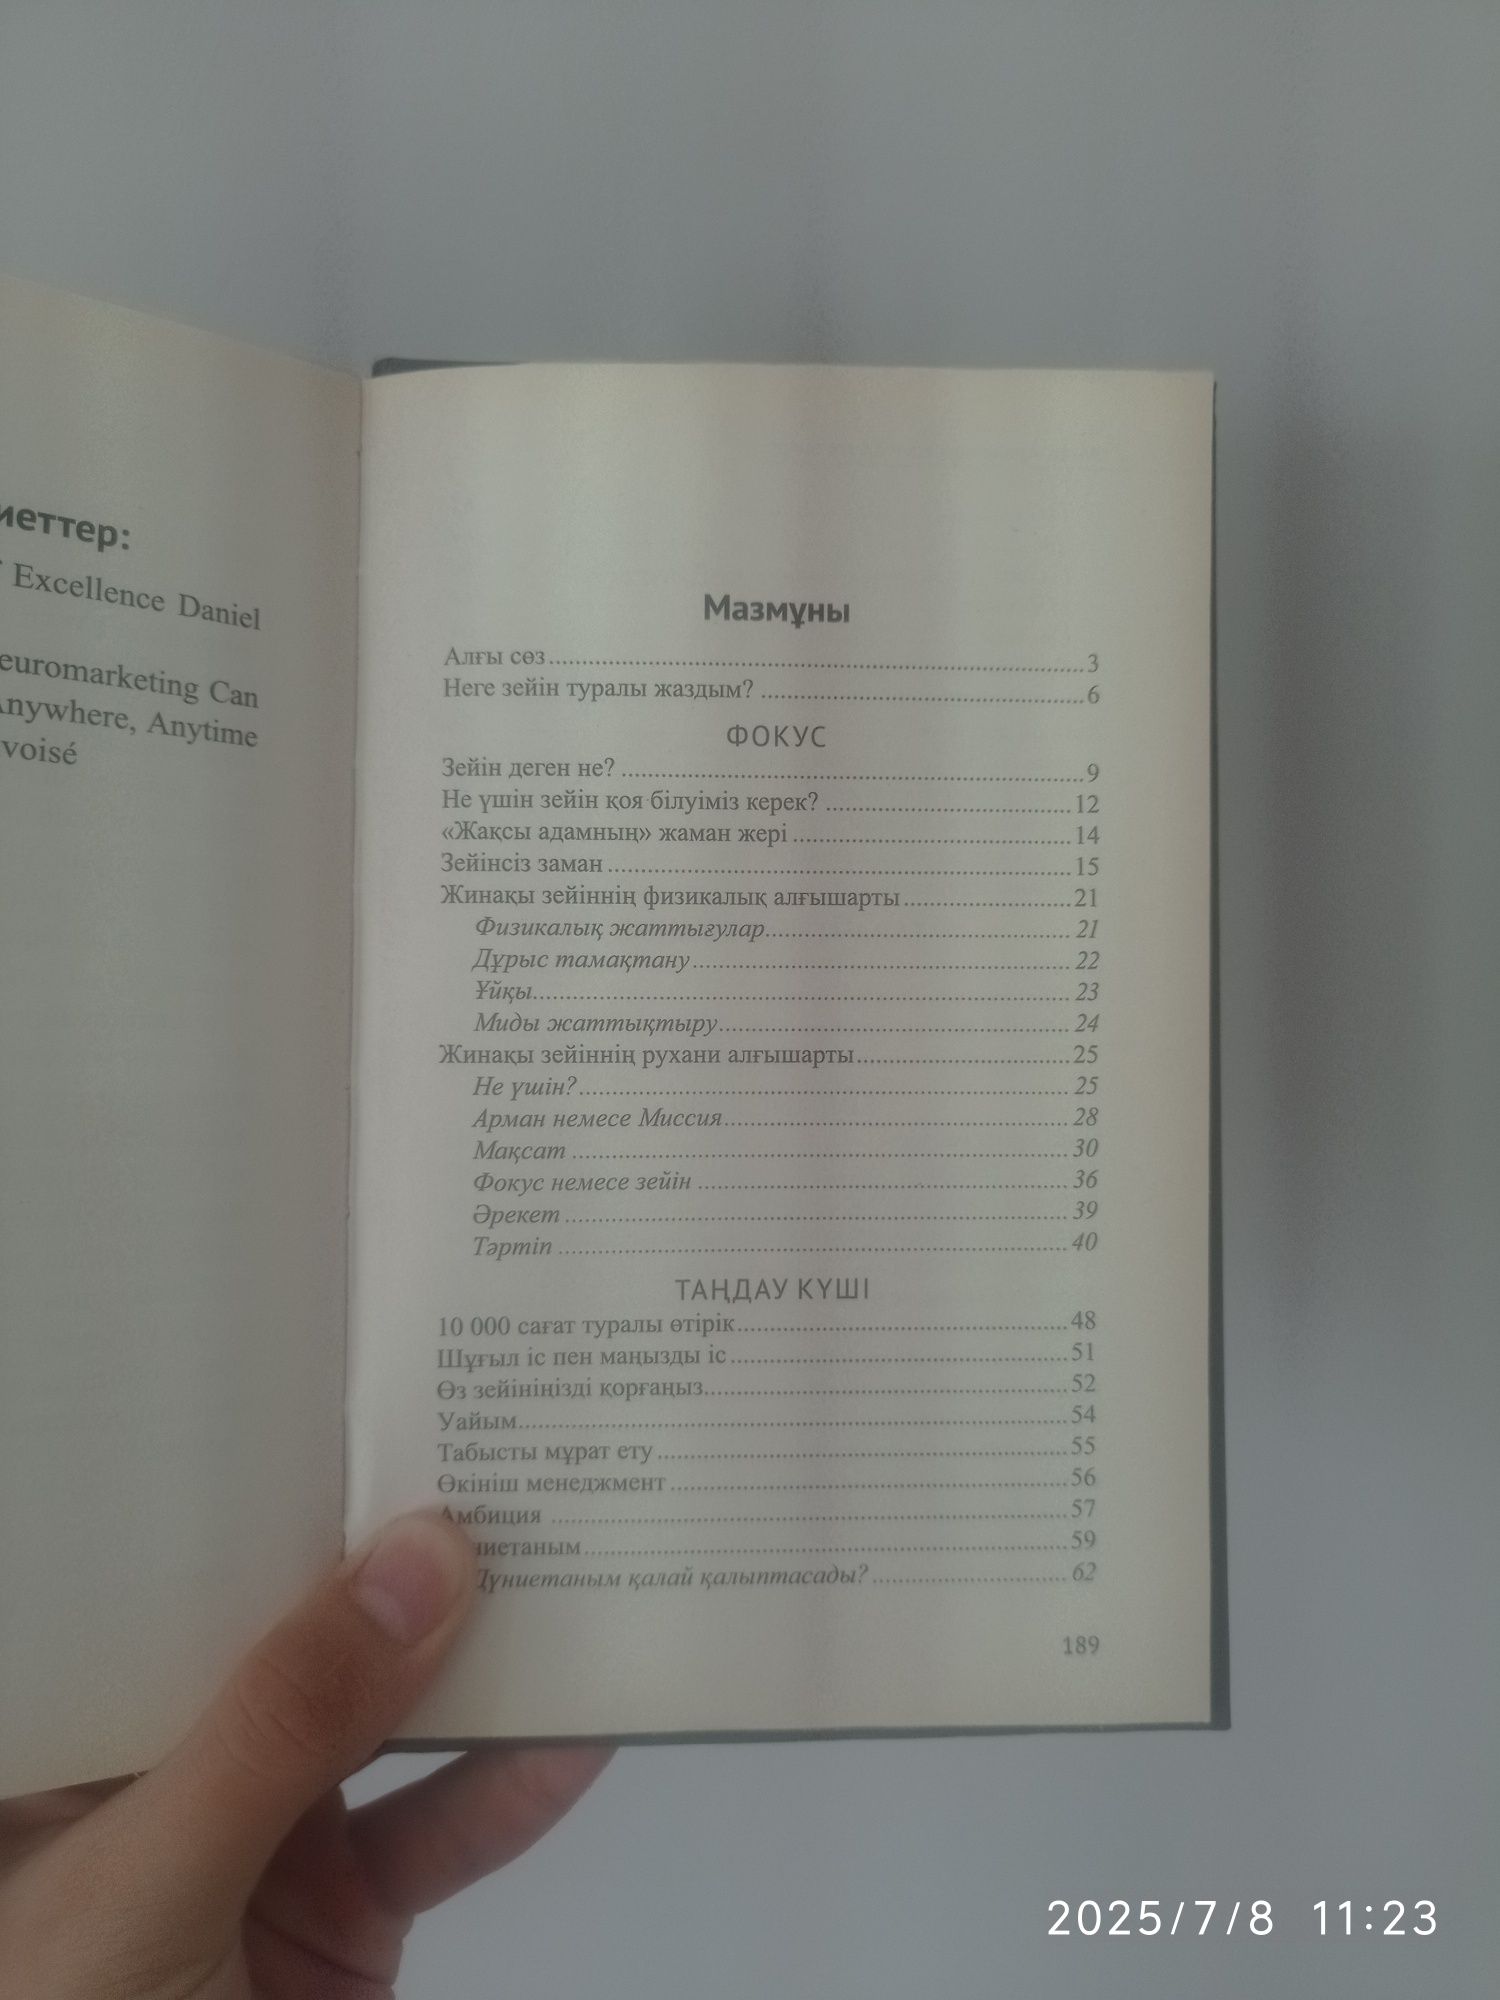 иеттер:
Excellence Daniel
euromarketing Can
Anywhere, Anytime
voisé
Мазмұны
Алғы сөз 3
Неге зейін туралы жаздым? 6
ФОКУС
Зейін деген не? 9
Не үшін зейін қоя білуіміз керек? 12
«Жақсы адамның» жаман жері 14
Зейінсіз заман 15
Жинақы зейіннің физикалық алғышарты 21
Физикалық жаттығулар 21
Дұрыс тамақтану 22
Ұйқы 23
Миды жаттықтыру 24
Жинақы зейіннің рухани алғышарты 25
Не үшін? 25
Арман немесе Миссия 28
Мақсат 30
Фокус немесе зейін 36
Әрекет 39
Тәртіп 40
ТАҢДАУ КҮШІ
10 000 сағат туралы өтірік 48
Шұғыл іс пен маңызды іс 51
Өз зейініңізді қорғаңыз 52
Уайым 54
Табысты мұрат ету 55
Өкініш менеджмент 56
Амбиция 57
ниетаным 59
Дүниетаным қалай қалыптасады? 62
189
2025/7/8 11:23